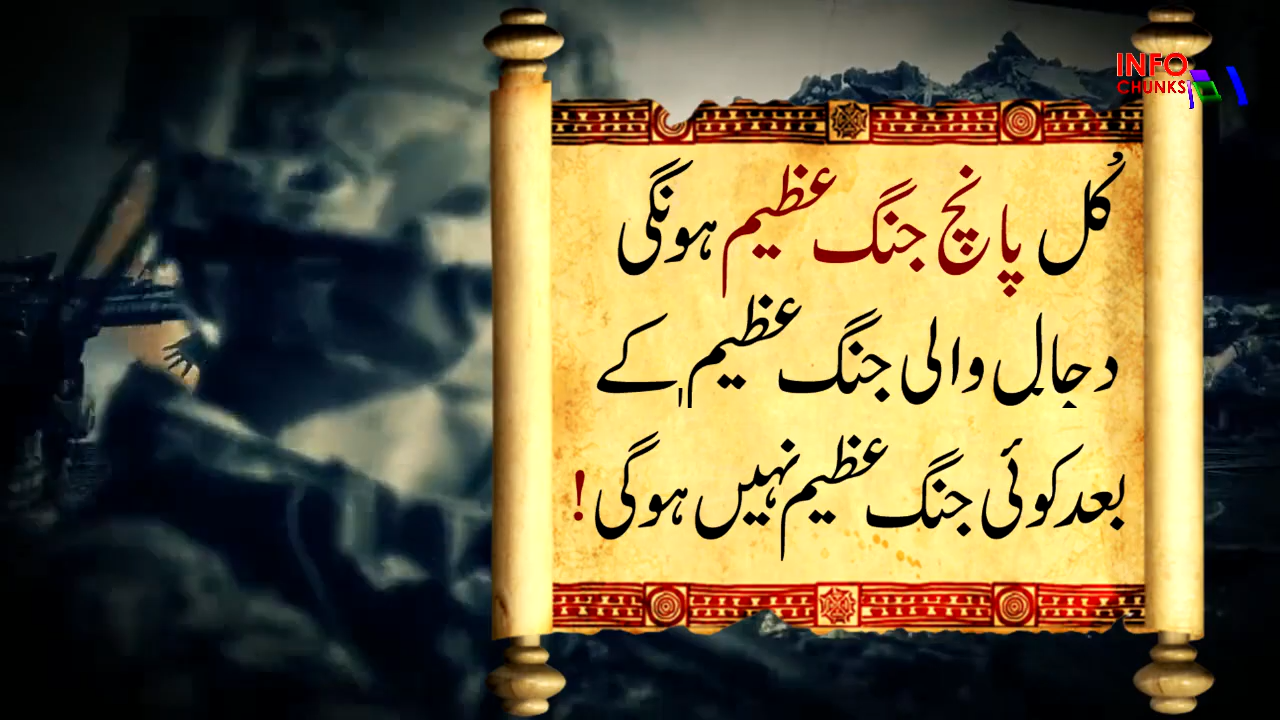 INFO
CHUNKS
کُل پانچ جنگ عظیم ہونگی
دجال والی جنگ عظیم کے
بعد کوئی جنگ عظیم نہیں ہوگی!